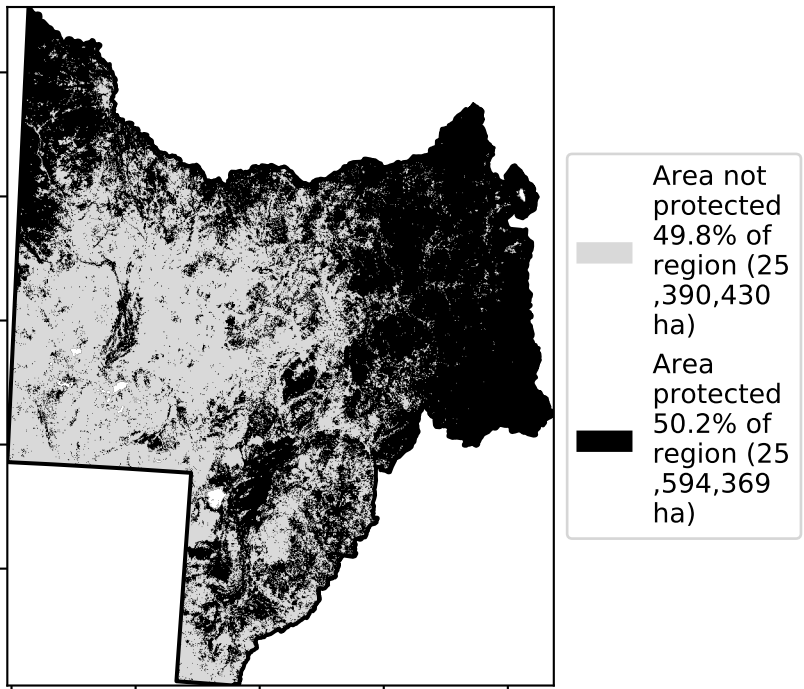 Area not
protected
49.8% of
region (25
,390,430
ha)
Area
protected
50.2% of
region (25
,594,369
ha)